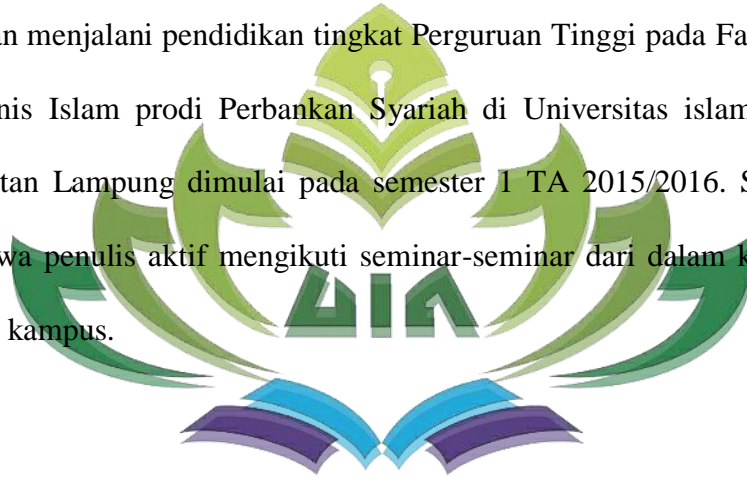 an menjalani pendidikan tingkat Perguruan Tinggi pada Fa
nis Islam prodi Perbankan Syariah di Universitas islam
tan Lampung dimulai pada semester 1 TA 2015/2016. S
wa penulis aktif mengikuti seminar-seminar dari dalam k
kampus.
UIN